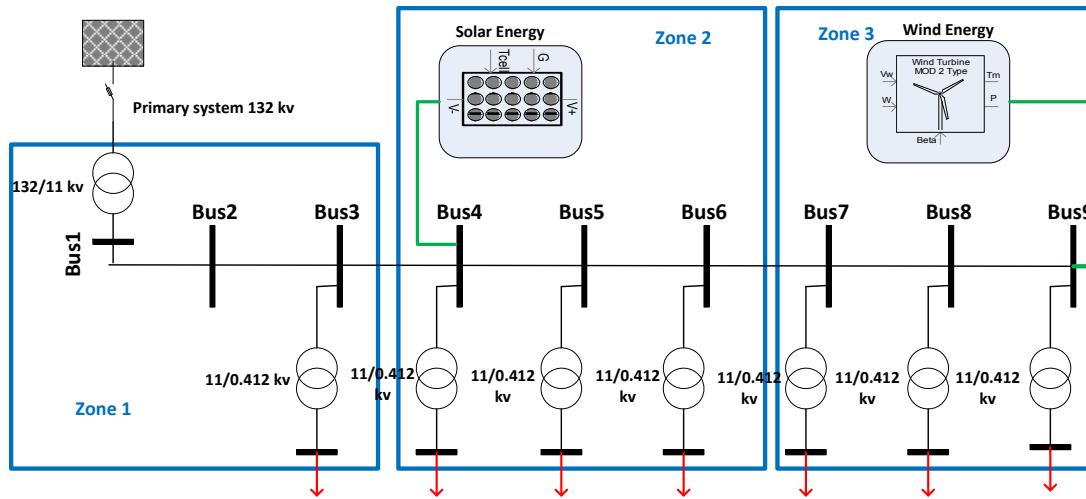 Solar Energy
Zone 2
Zone 3
Wind Energy
Tcell
G
V-
V+
Wind Turbine
MOD 2 Type
Vw
Tm
W
P
Beta
Primary system 132 kv
132/11 kv
Bus1
Bus2
Bus3
Bus4
Bus5
Bus6
Bus7
Bus8
Bus9
11/0.412 kv
11/0.412
kv
11/0.412
kv
11/0.412
kv
11/0.412
kv
11/0.412
kv
11/0.412
kv
Zone 1